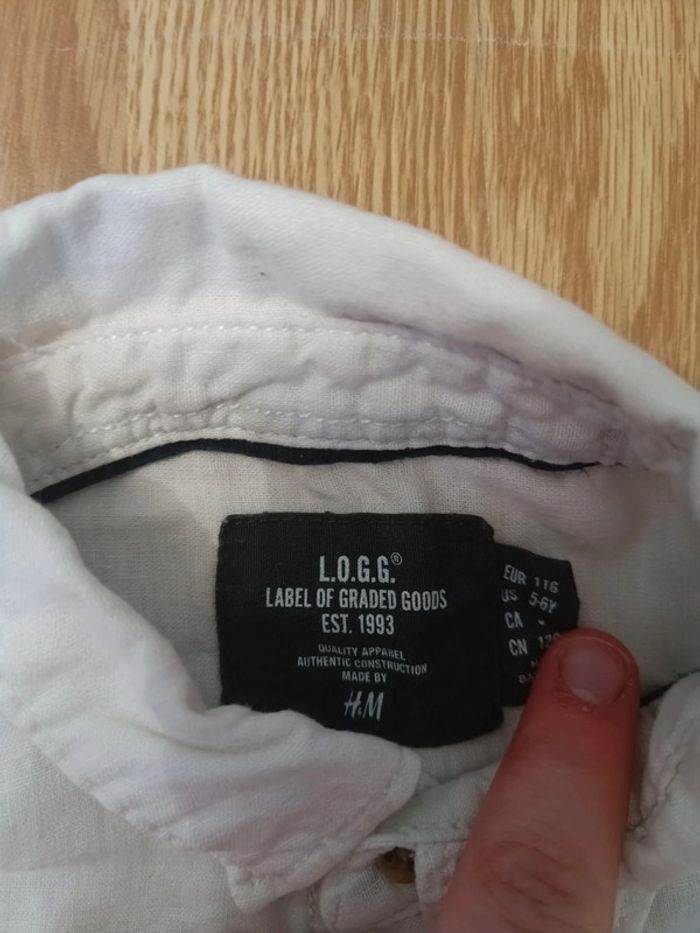 L.O.G.G.®
LABEL OF GRADED GOODS
EST. 1993
QUALITY APPAREL
AUTHENTIC CONSTRUCTION
MADE BY
H&M
EUR 116
US 5-6Y
CA -
CN